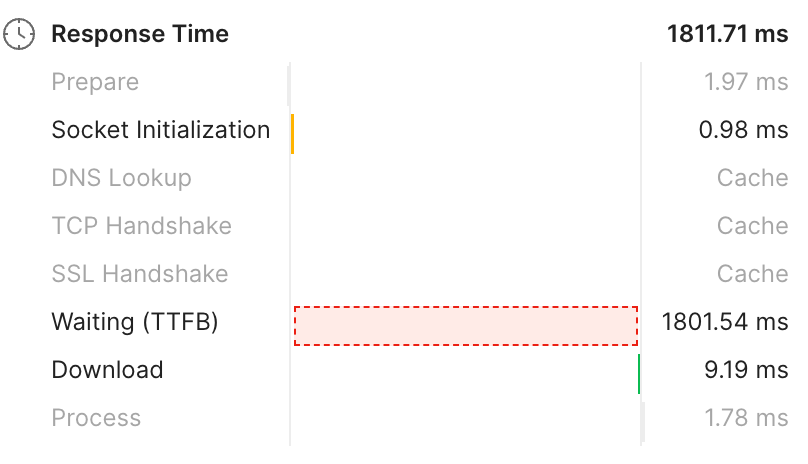 Response Time 1811.71 ms
Prepare 1.97 ms
Socket Initialization 0.98 ms
DNS Lookup Cache
TCP Handshake Cache
SSL Handshake Cache
Waiting (TTFB) 1801.54 ms
Download 9.19 ms
Process 1.78 ms